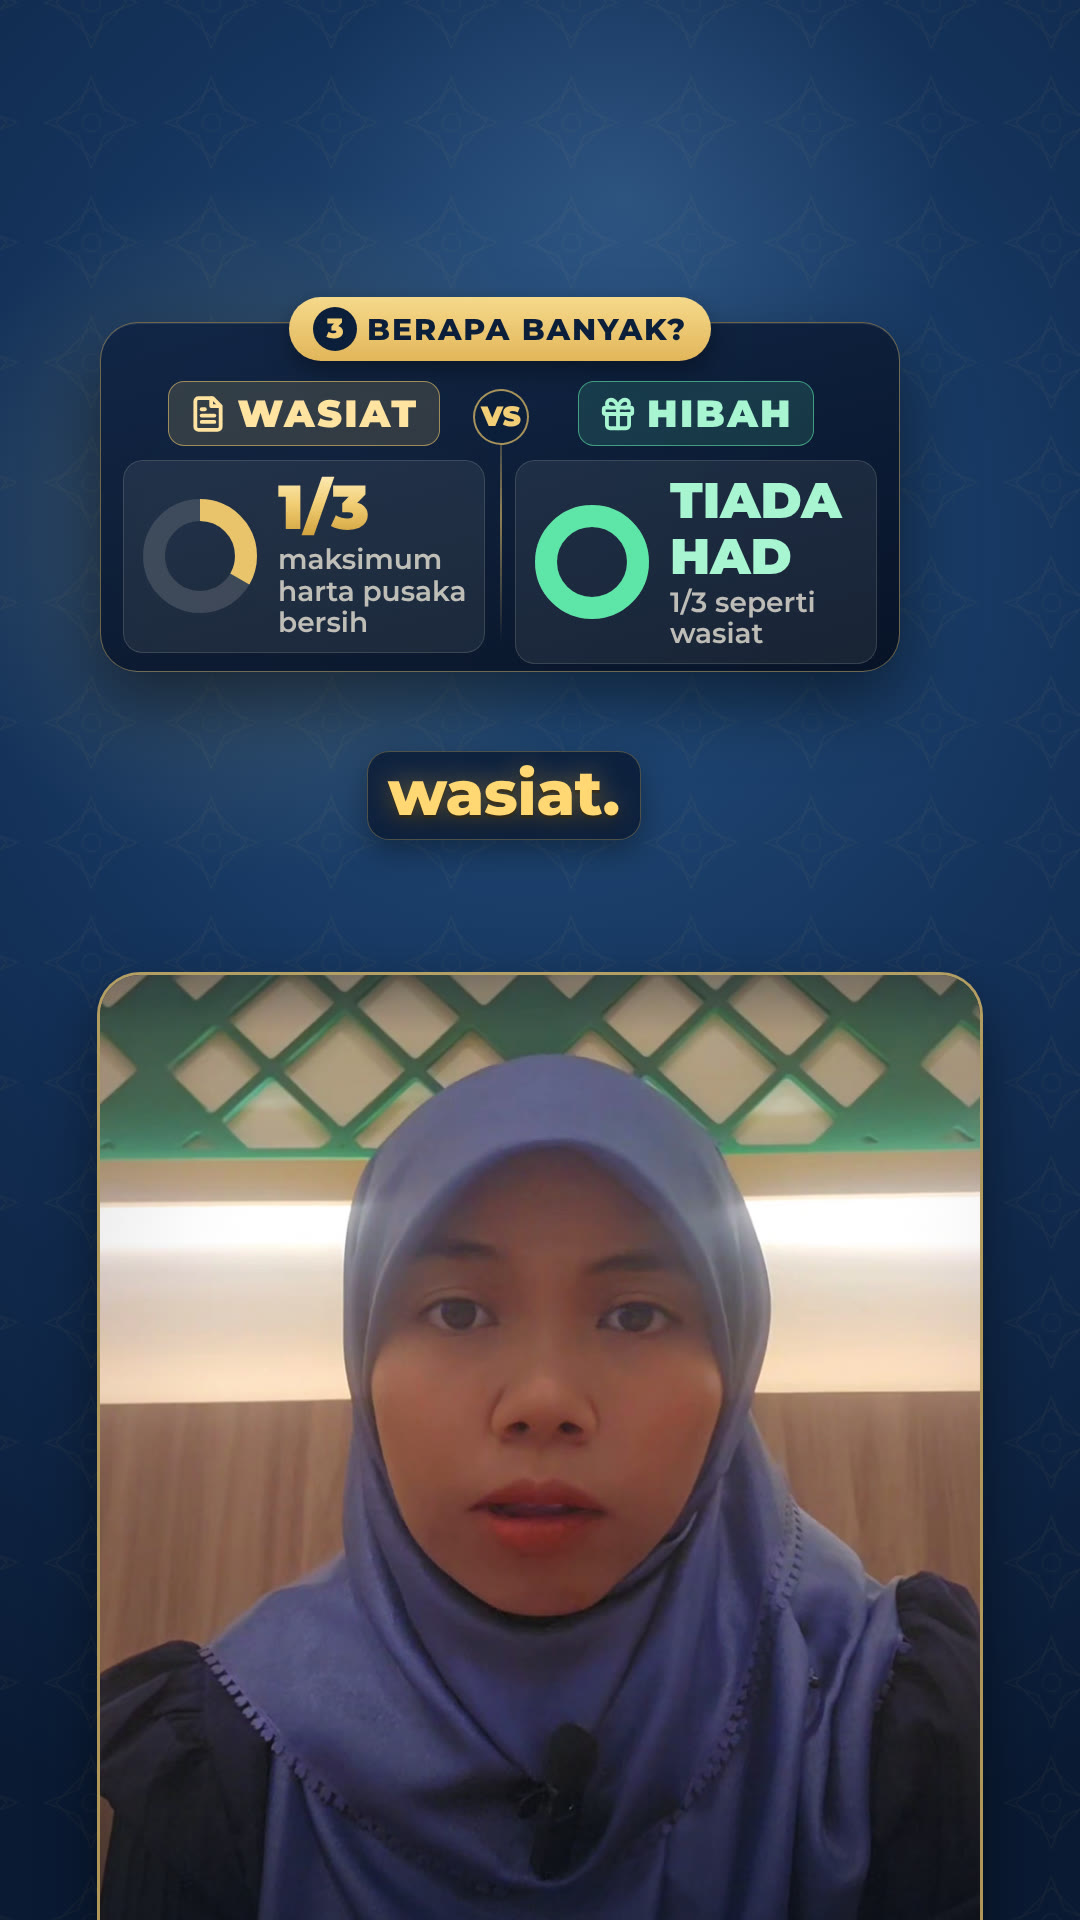 3 BERAPA BANYAK?
WASIAT
VS
HIBAH
1/3
maksimum
harta pusaka
bersih
TIADA
HAD
1/3 seperti
wasiat
wasiat.